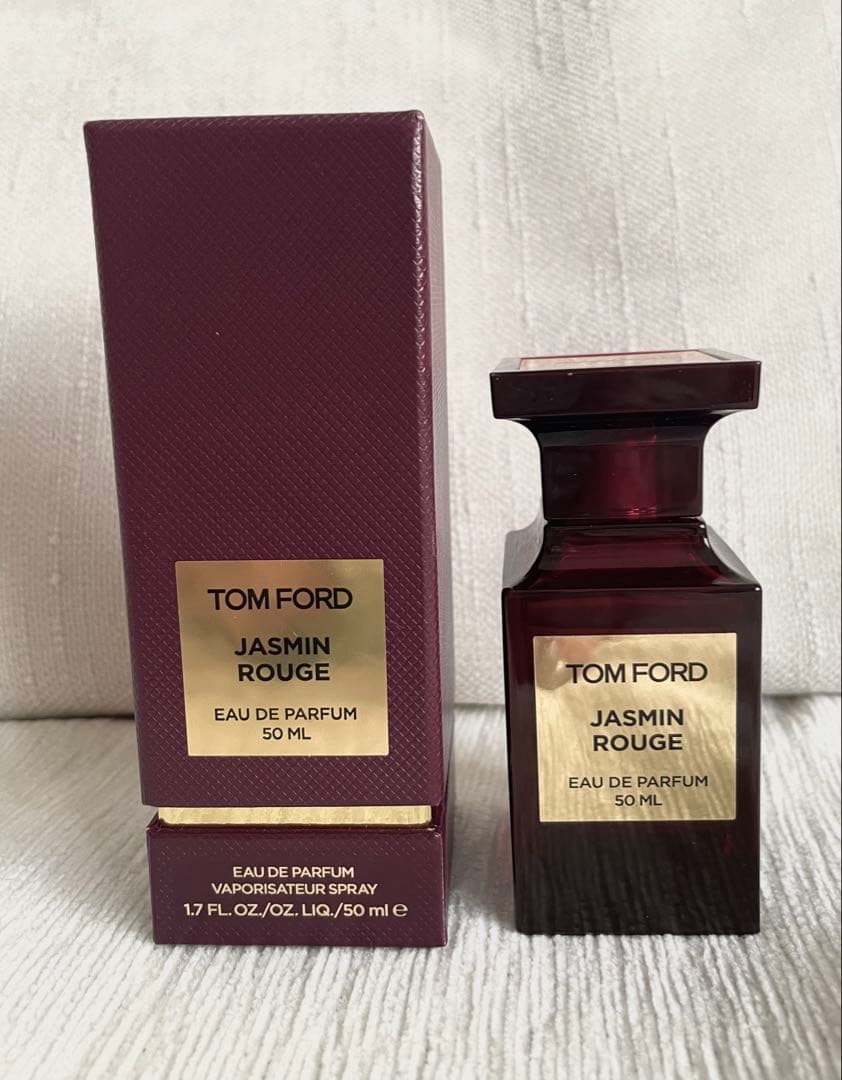 TOM FORD
JASMIN
ROUGE
EAU DE PARFUM
50 ML
EAU DE PARFUM
VAPORISATEUR SPRAY
1.7 FL. OZ./OZ. LIQ./50 ml e
TOM FORD
JASMIN
ROUGE
EAU DE PARFUM
50 ML